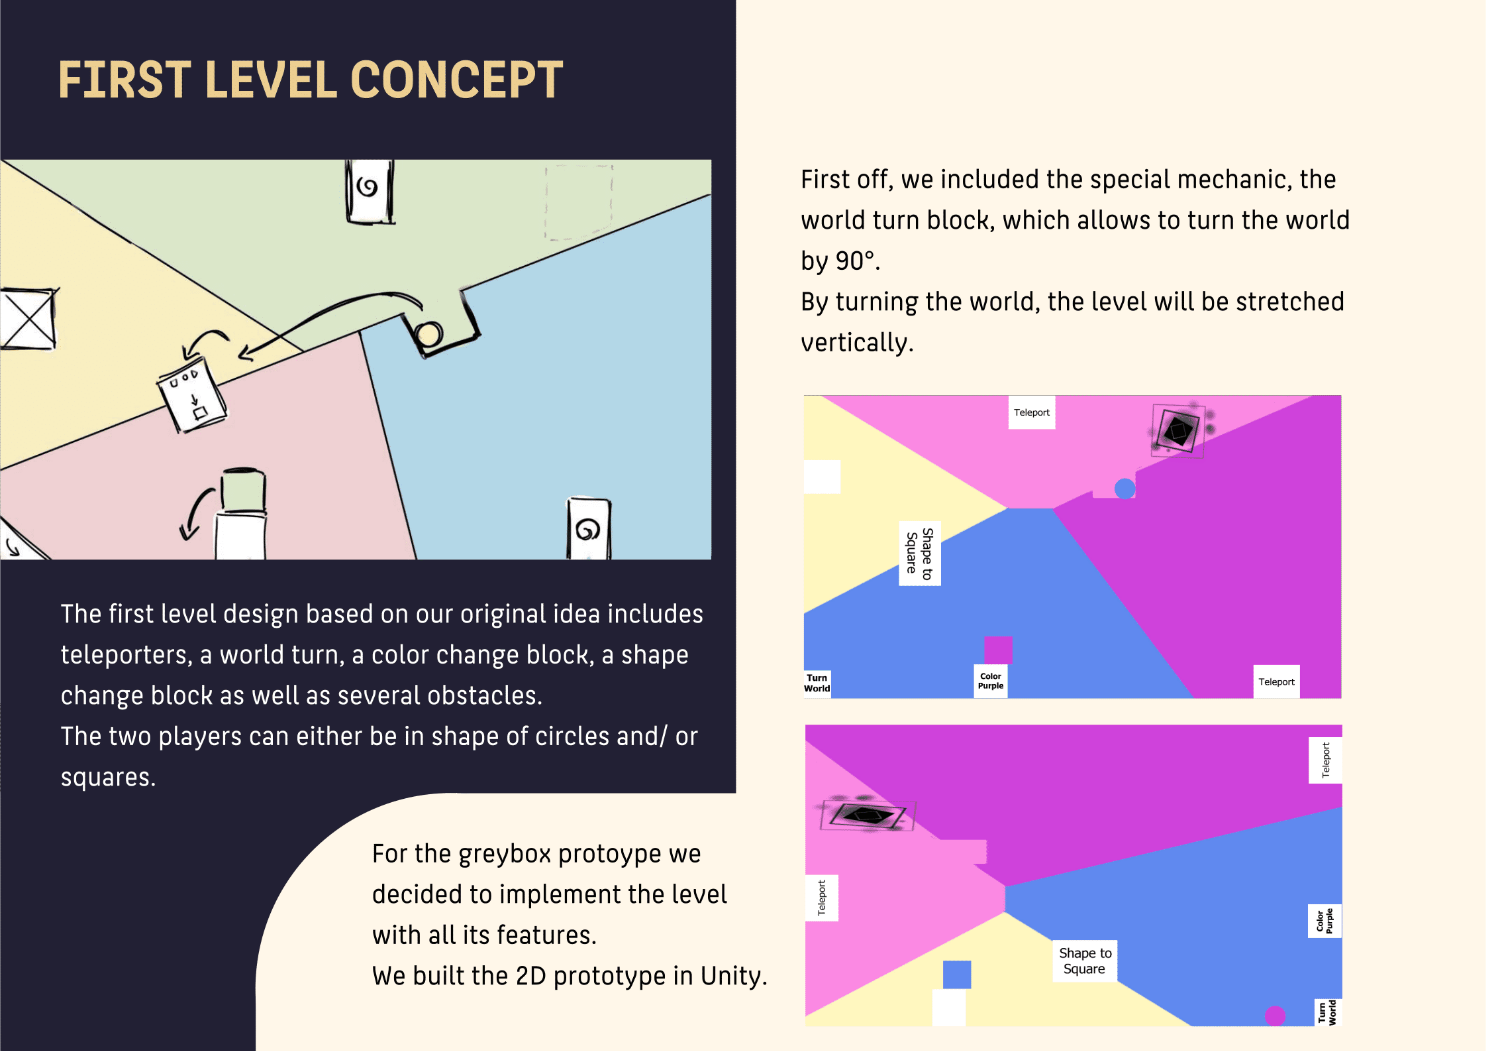 FIRST LEVEL CONCEPT
The first level design based on our original idea includes
teleporters, a world turn, a color change block, a shape
change block as well as several obstacles.
The two players can either be in shape of circles and/ or
squares.
For the greybox protoype we
decided to implement the level
with all its features.
We built the 2D prototype in Unity.
First off, we included the special mechanic, the
world turn block, which allows to turn the world
by 90°.
By turning the world, the level will be stretched
vertically.
Teleport
Shape to
Square
Turn
World
Color
Purple
Teleport
Teleport
Teleport
Color
Purple
Shape to
Square
Turn
World